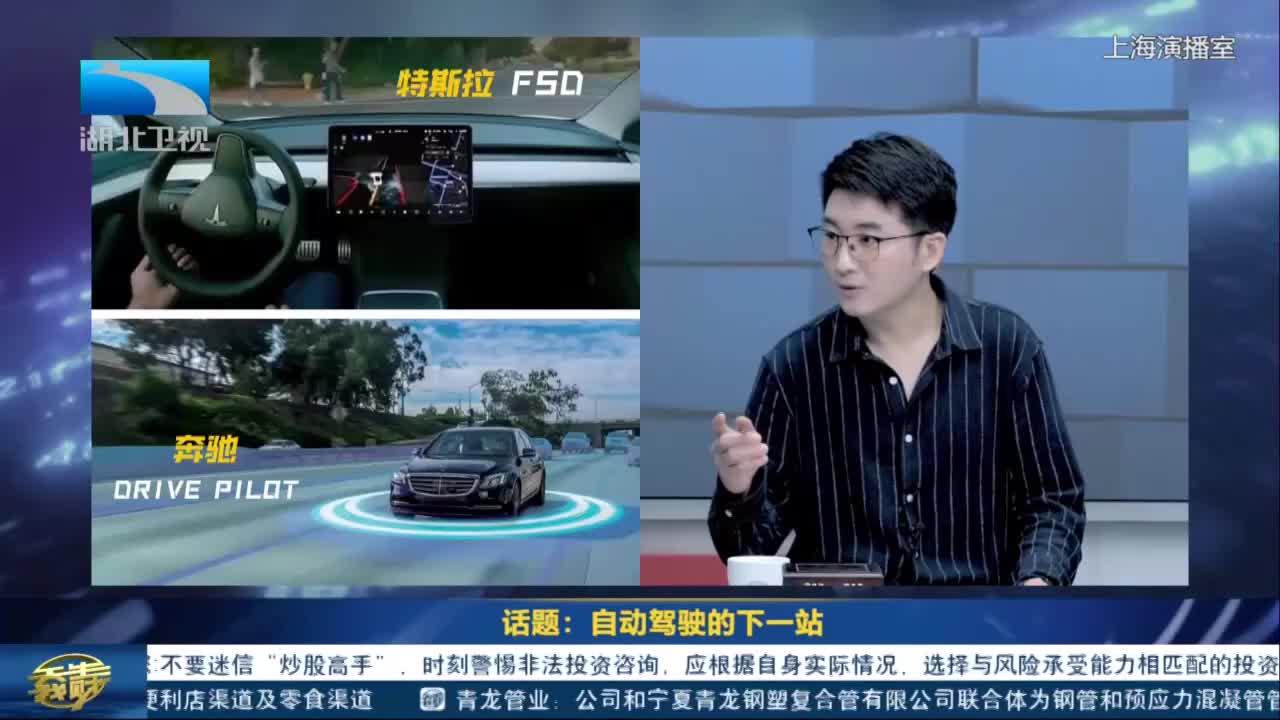 上海演播室
特斯拉 FSD
湖北卫视
奔驰
DRIVE PILOT
话题：自动驾驶的下一站
不要迷信“炒股高手”，时刻警惕非法投资咨询，应根据自身实际情况，选择与风险承受能力相匹配的投资
便利店渠道及零食渠道
青龙管业：公司和宁夏青龙钢塑复合管有限公司联合体为钢管和预应力混凝管管